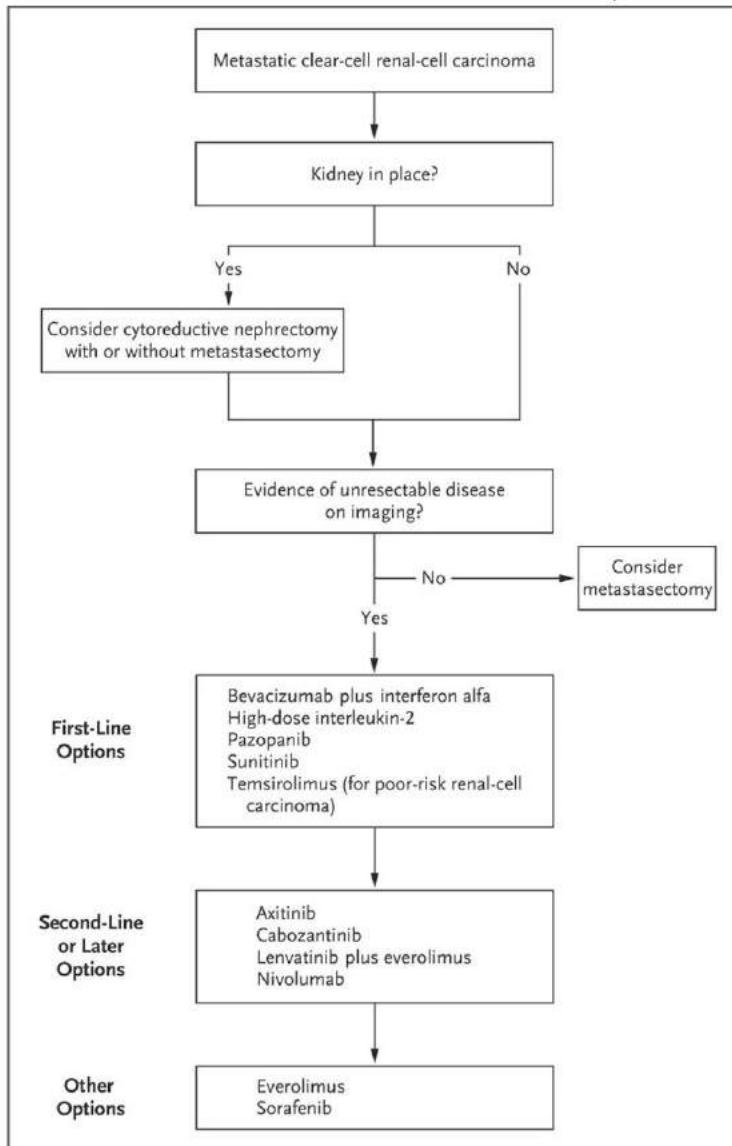 Metastatic clear-cell renal-cell carcinoma
Kidney in place?
Yes
No
Consider cytoreductive nephrectomy
with or without metastasectomy
Evidence of unresectable disease
on imaging?
No
Consider
metastasectomy
Yes
First-Line
Options
Bevacizumab plus interferon alfa
High-dose interleukin-2
Pazopanib
Sunitinib
Temsirolimus (for poor-risk renal-cell
carcinoma)
Second-Line
or Later
Options
Axitinib
Cabozantinib
Lenvatinib plus everolimus
Nivolumab
Other
Options
Everolimus
Sorafenib